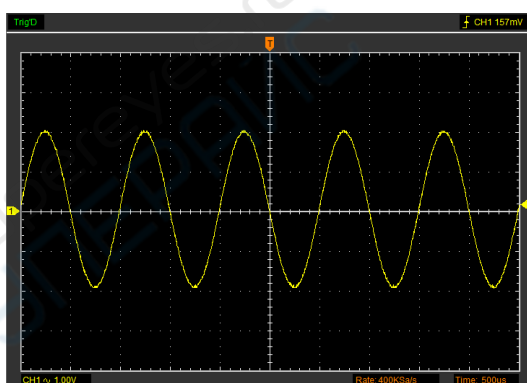 Trig'D
CH1 157mV
T
1
CH1 ∿ 1.00V
Rate: 400KSa/s
Time: 500us